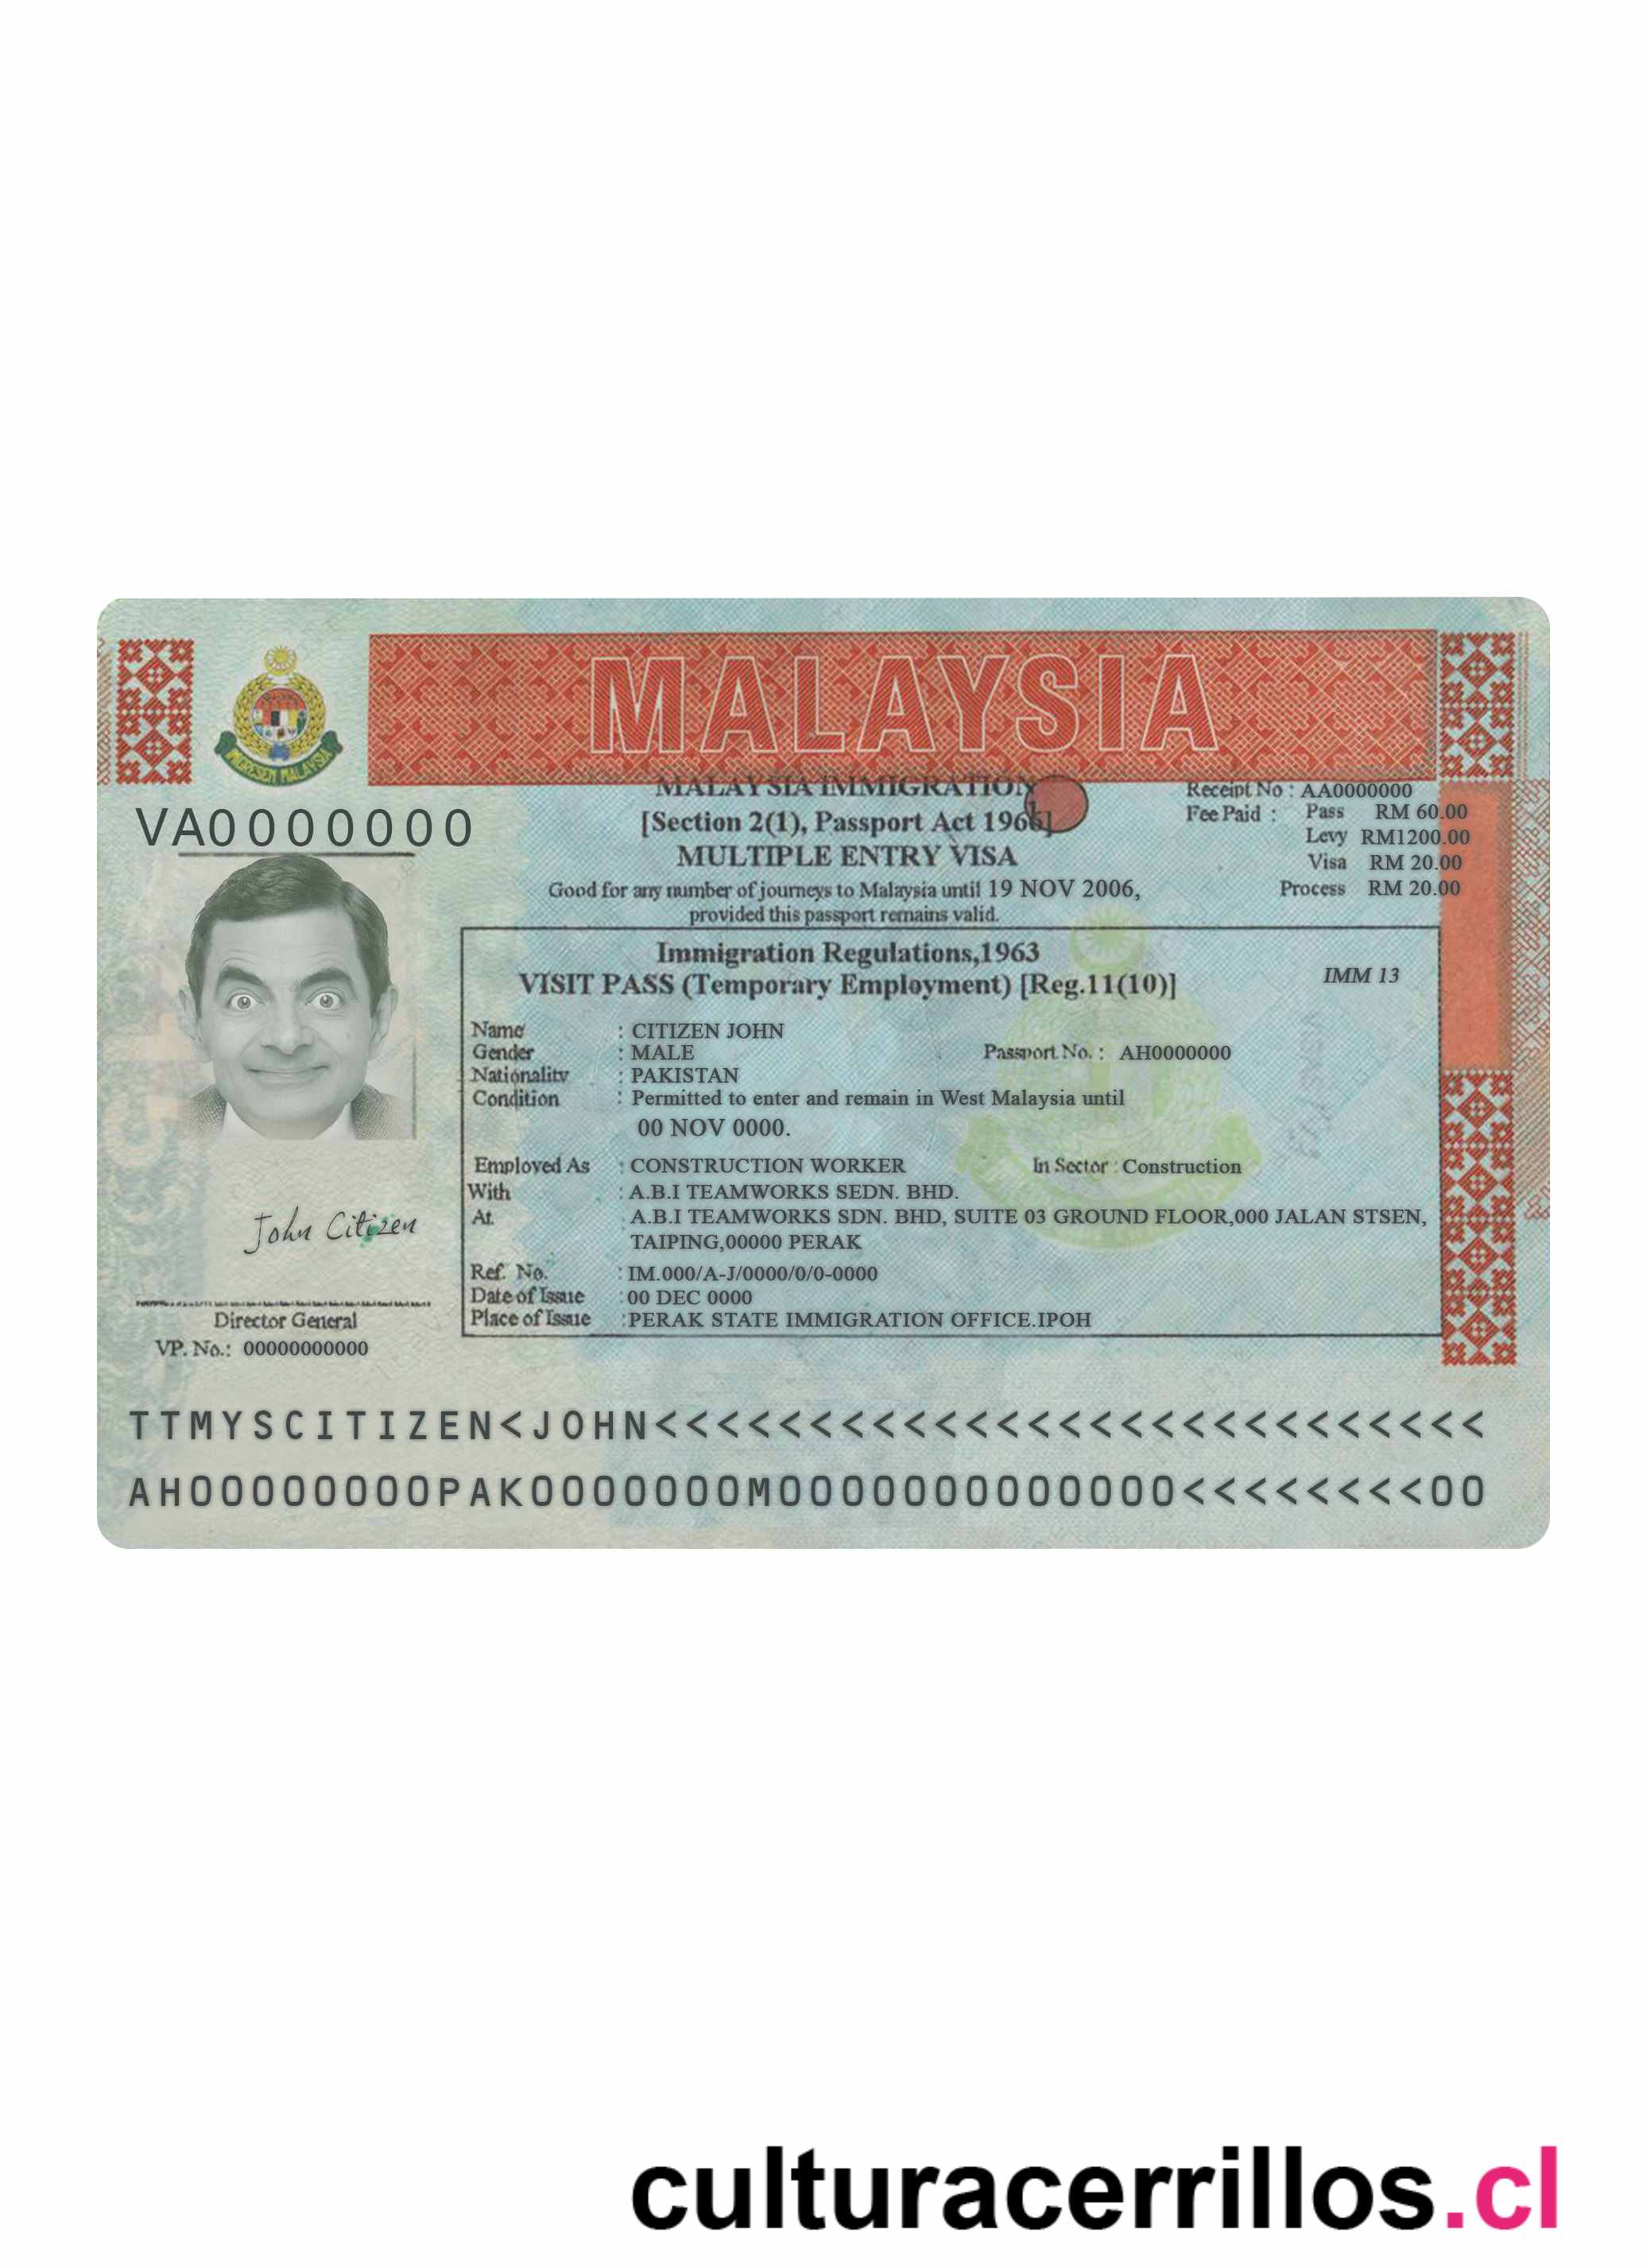 MALAYSIA
IMIGRESEN MALAYSIA
VA0000000
MALAYSIA IMMIGRATION
[Section 2(1), Passport Act 1966]
MULTIPLE ENTRY VISA
Good for any number of journeys to Malaysia until 19 NOV 2006,
provided this passport remains valid.
Receipt No : AA0000000
Fee Paid : Pass RM 60.00
Levy RM1200.00
Visa RM 20.00
Process RM 20.00
Immigration Regulations,1963
VISIT PASS (Temporary Employment) [Reg.11(10)]
IMM 13
Name : CITIZEN JOHN
Gender : MALE Passport No. : AH0000000
Nationality : PAKISTAN
Condition : Permitted to enter and remain in West Malaysia until
00 NOV 0000.
Employed As : CONSTRUCTION WORKER In Sector : Construction
With : A.B.I TEAMWORKS SEDN. BHD.
At : A.B.I TEAMWORKS SDN. BHD, SUITE 03 GROUND FLOOR,000 JALAN STSEN,
TAIPING,00000 PERAK
Ref. No. : IM.000/A-J/0000/0/0-0000
Date of Issue : 00 DEC 0000
Place of Issue : PERAK STATE IMMIGRATION OFFICE.IPOH
John Citizen
Director General
VP. No.: 00000000000
TTMYSCITIZEN<JOHN<<<<<<<<<<<<<<<<<<<<<<<<<<<
AH00000000PAK0000000M0000000000000<<<<<<<<00
culturacerrillos.cl